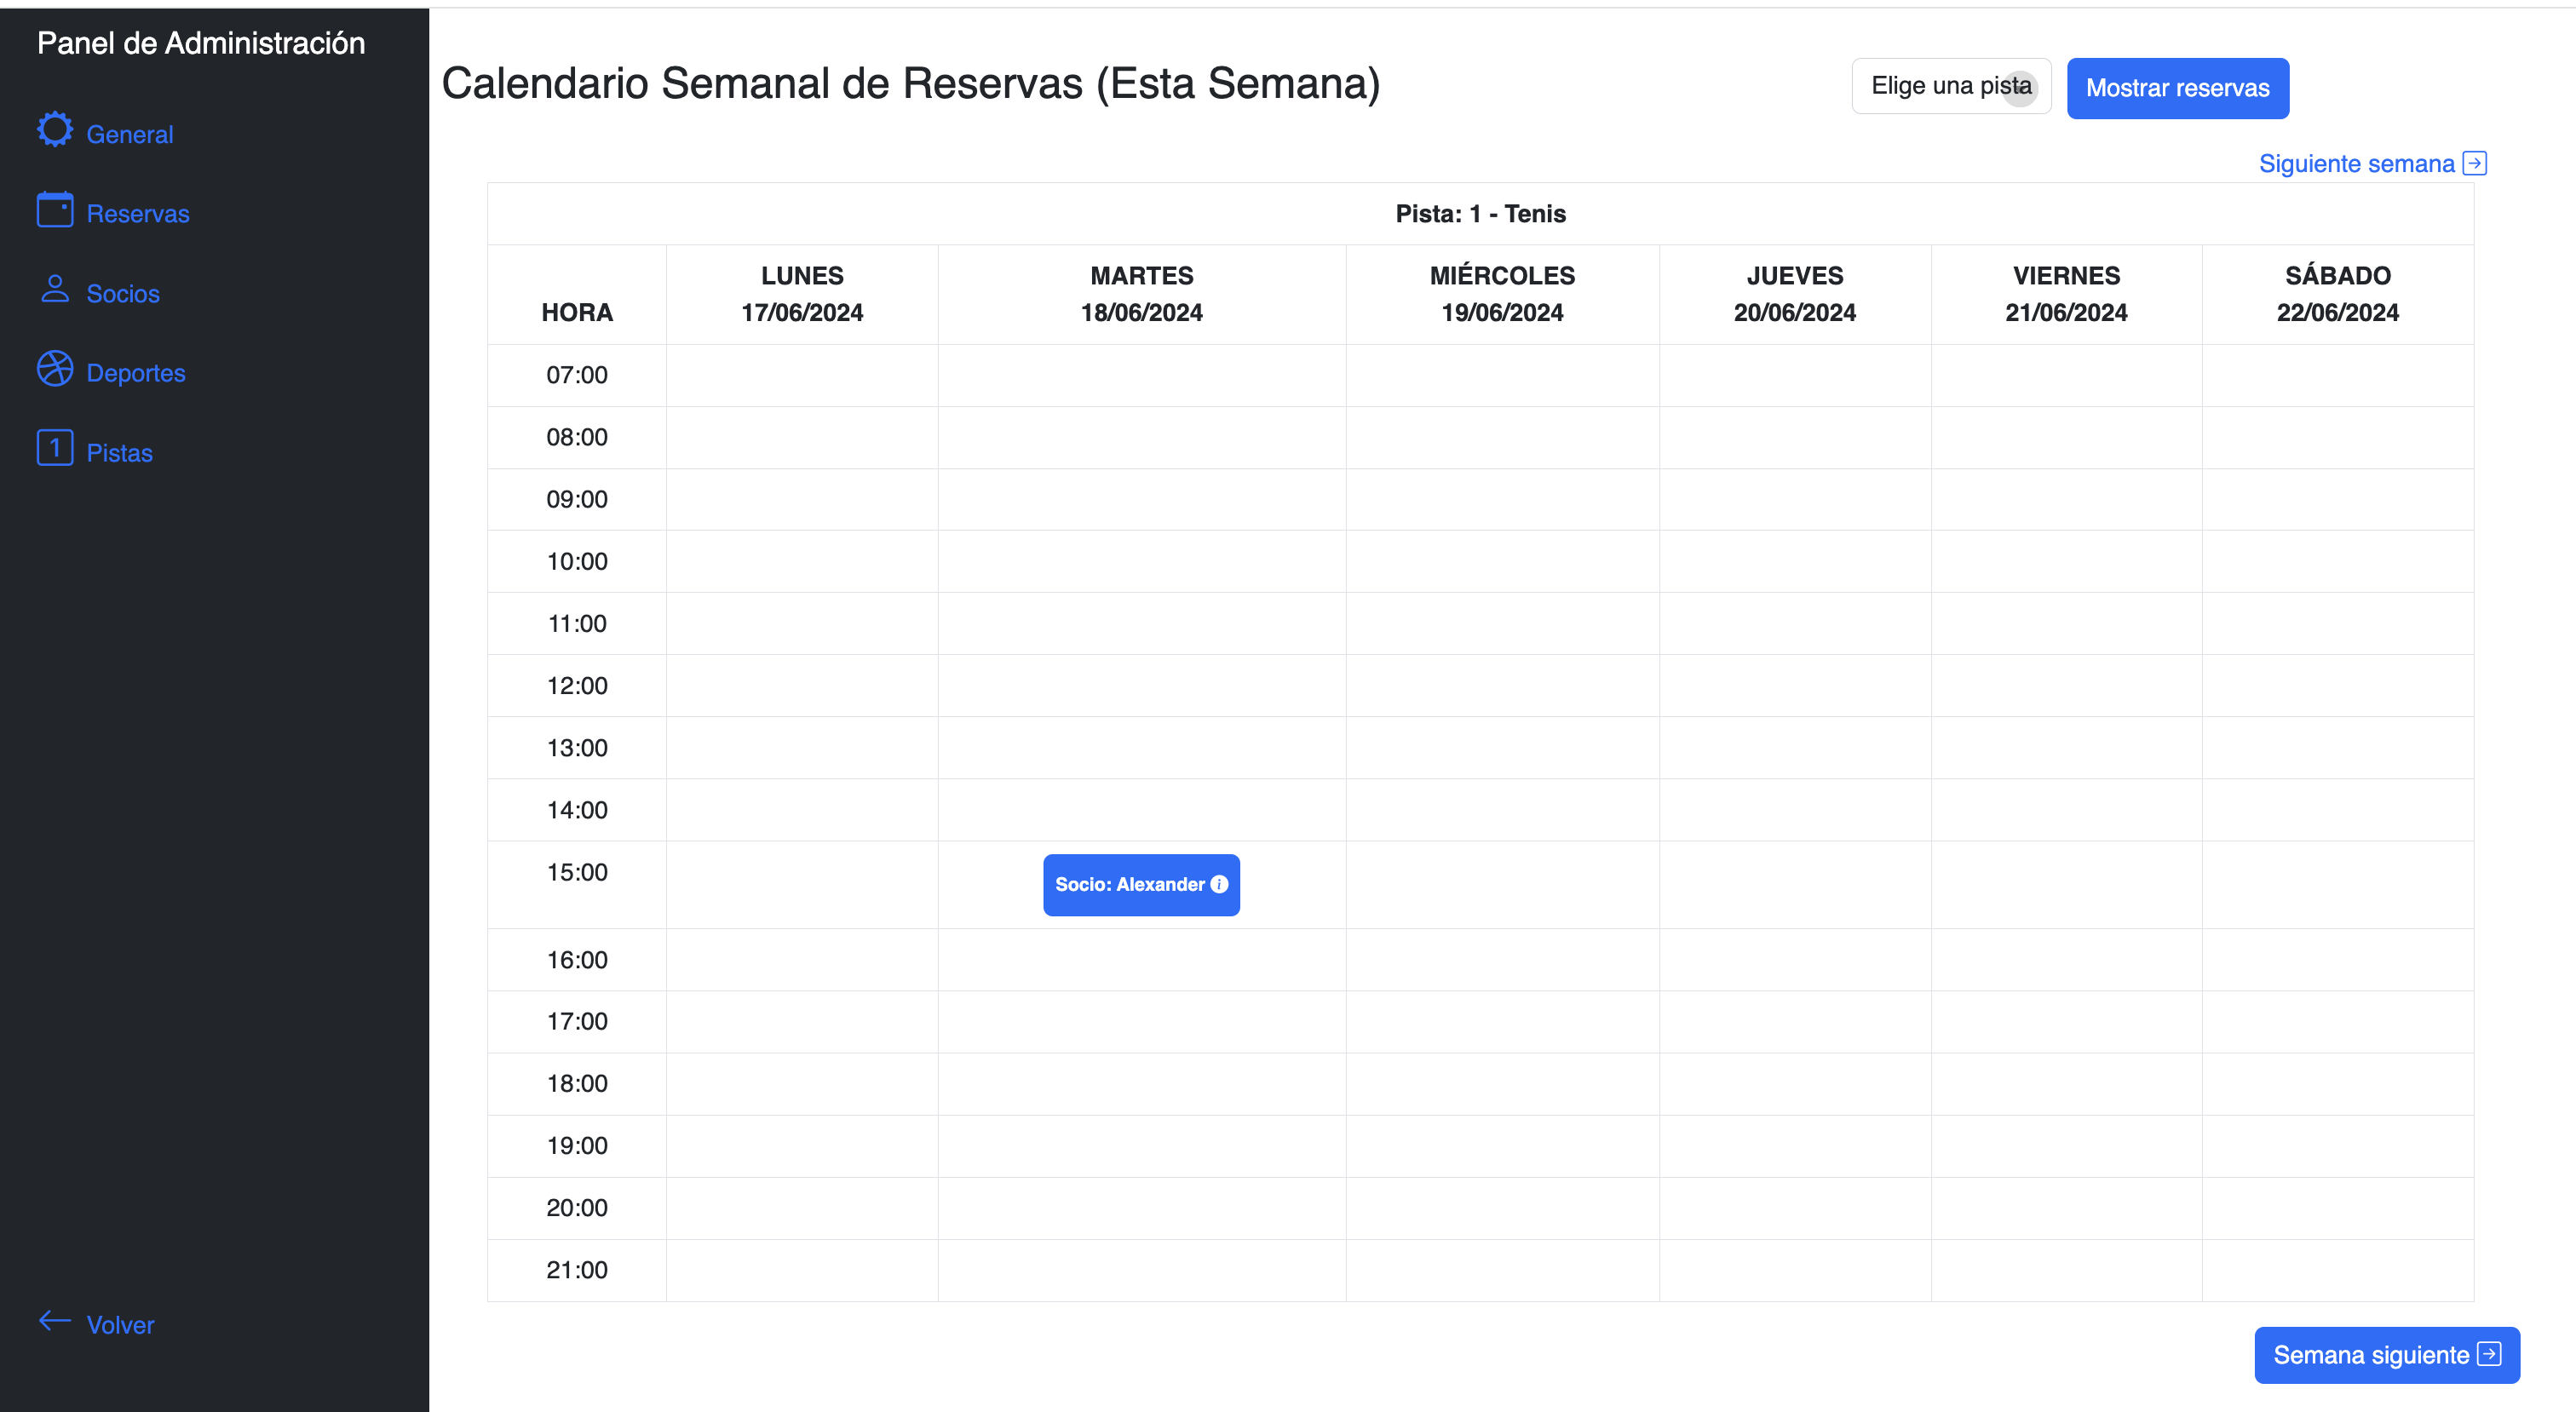 Panel de Administración
General
Reservas
Socios
Deportes
1 Pistas
Volver
Calendario Semanal de Reservas (Esta Semana)
Elige una pista
Mostrar reservas
Siguiente semana
Pista: 1 - Tenis
HORA
LUNES
17/06/2024
MARTES
18/06/2024
MIÉRCOLES
19/06/2024
JUEVES
20/06/2024
VIERNES
21/06/2024
SÁBADO
22/06/2024
07:00
08:00
09:00
10:00
11:00
12:00
13:00
14:00
15:00
Socio: Alexander
16:00
17:00
18:00
19:00
20:00
21:00
Semana siguiente